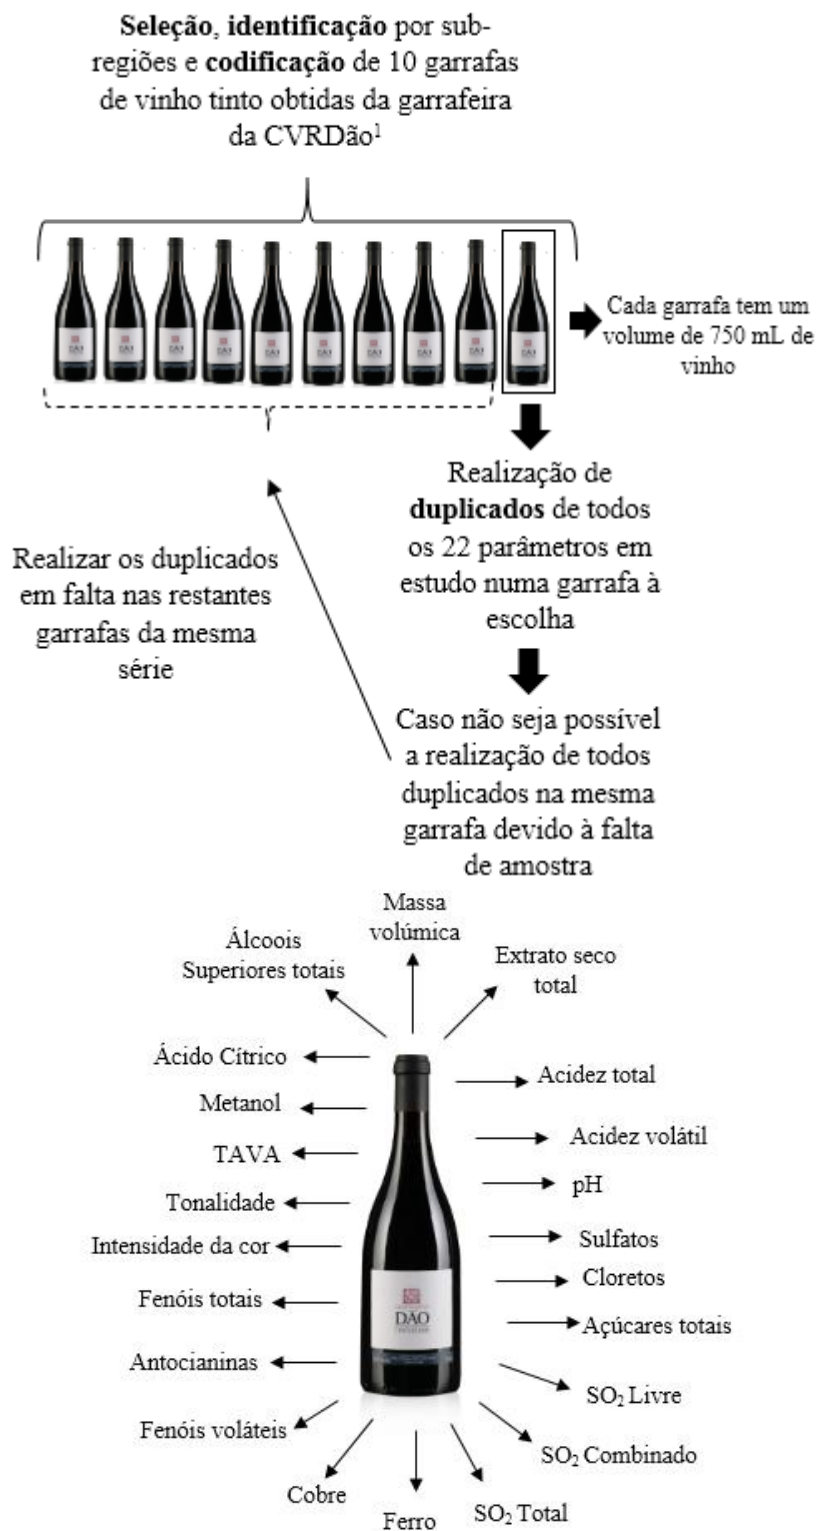 Seleção, identificação por sub-
regiões e codificação de 10 garrafas
de vinho tinto obtidas da garrafeira
da CVRDão¹
Cada garrafa tem um
volume de 750 mL de
vinho
Realização de
duplicados de todos
os 22 parâmetros em
estudo numa garrafa à
escolha
Realizar os duplicados
em falta nas restantes
garrafas da mesma
série
Caso não seja possível
a realização de todos
duplicados na mesma
garrafa devido à falta
de amostra
Massa
volúmica
Álcoois
Superiores totais
Extrato seco
total
Ácido Cítrico
Acidez total
Metanol
Acidez volátil
TAVA
pH
Tonalidade
Sulfatos
Intensidade da cor
Cloretos
Fenóis totais
DÃO
Açúcares totais
Antocianinas
SO₂ Livre
Fenóis voláteis
SO₂ Combinado
Cobre
SO₂ Total
Ferro